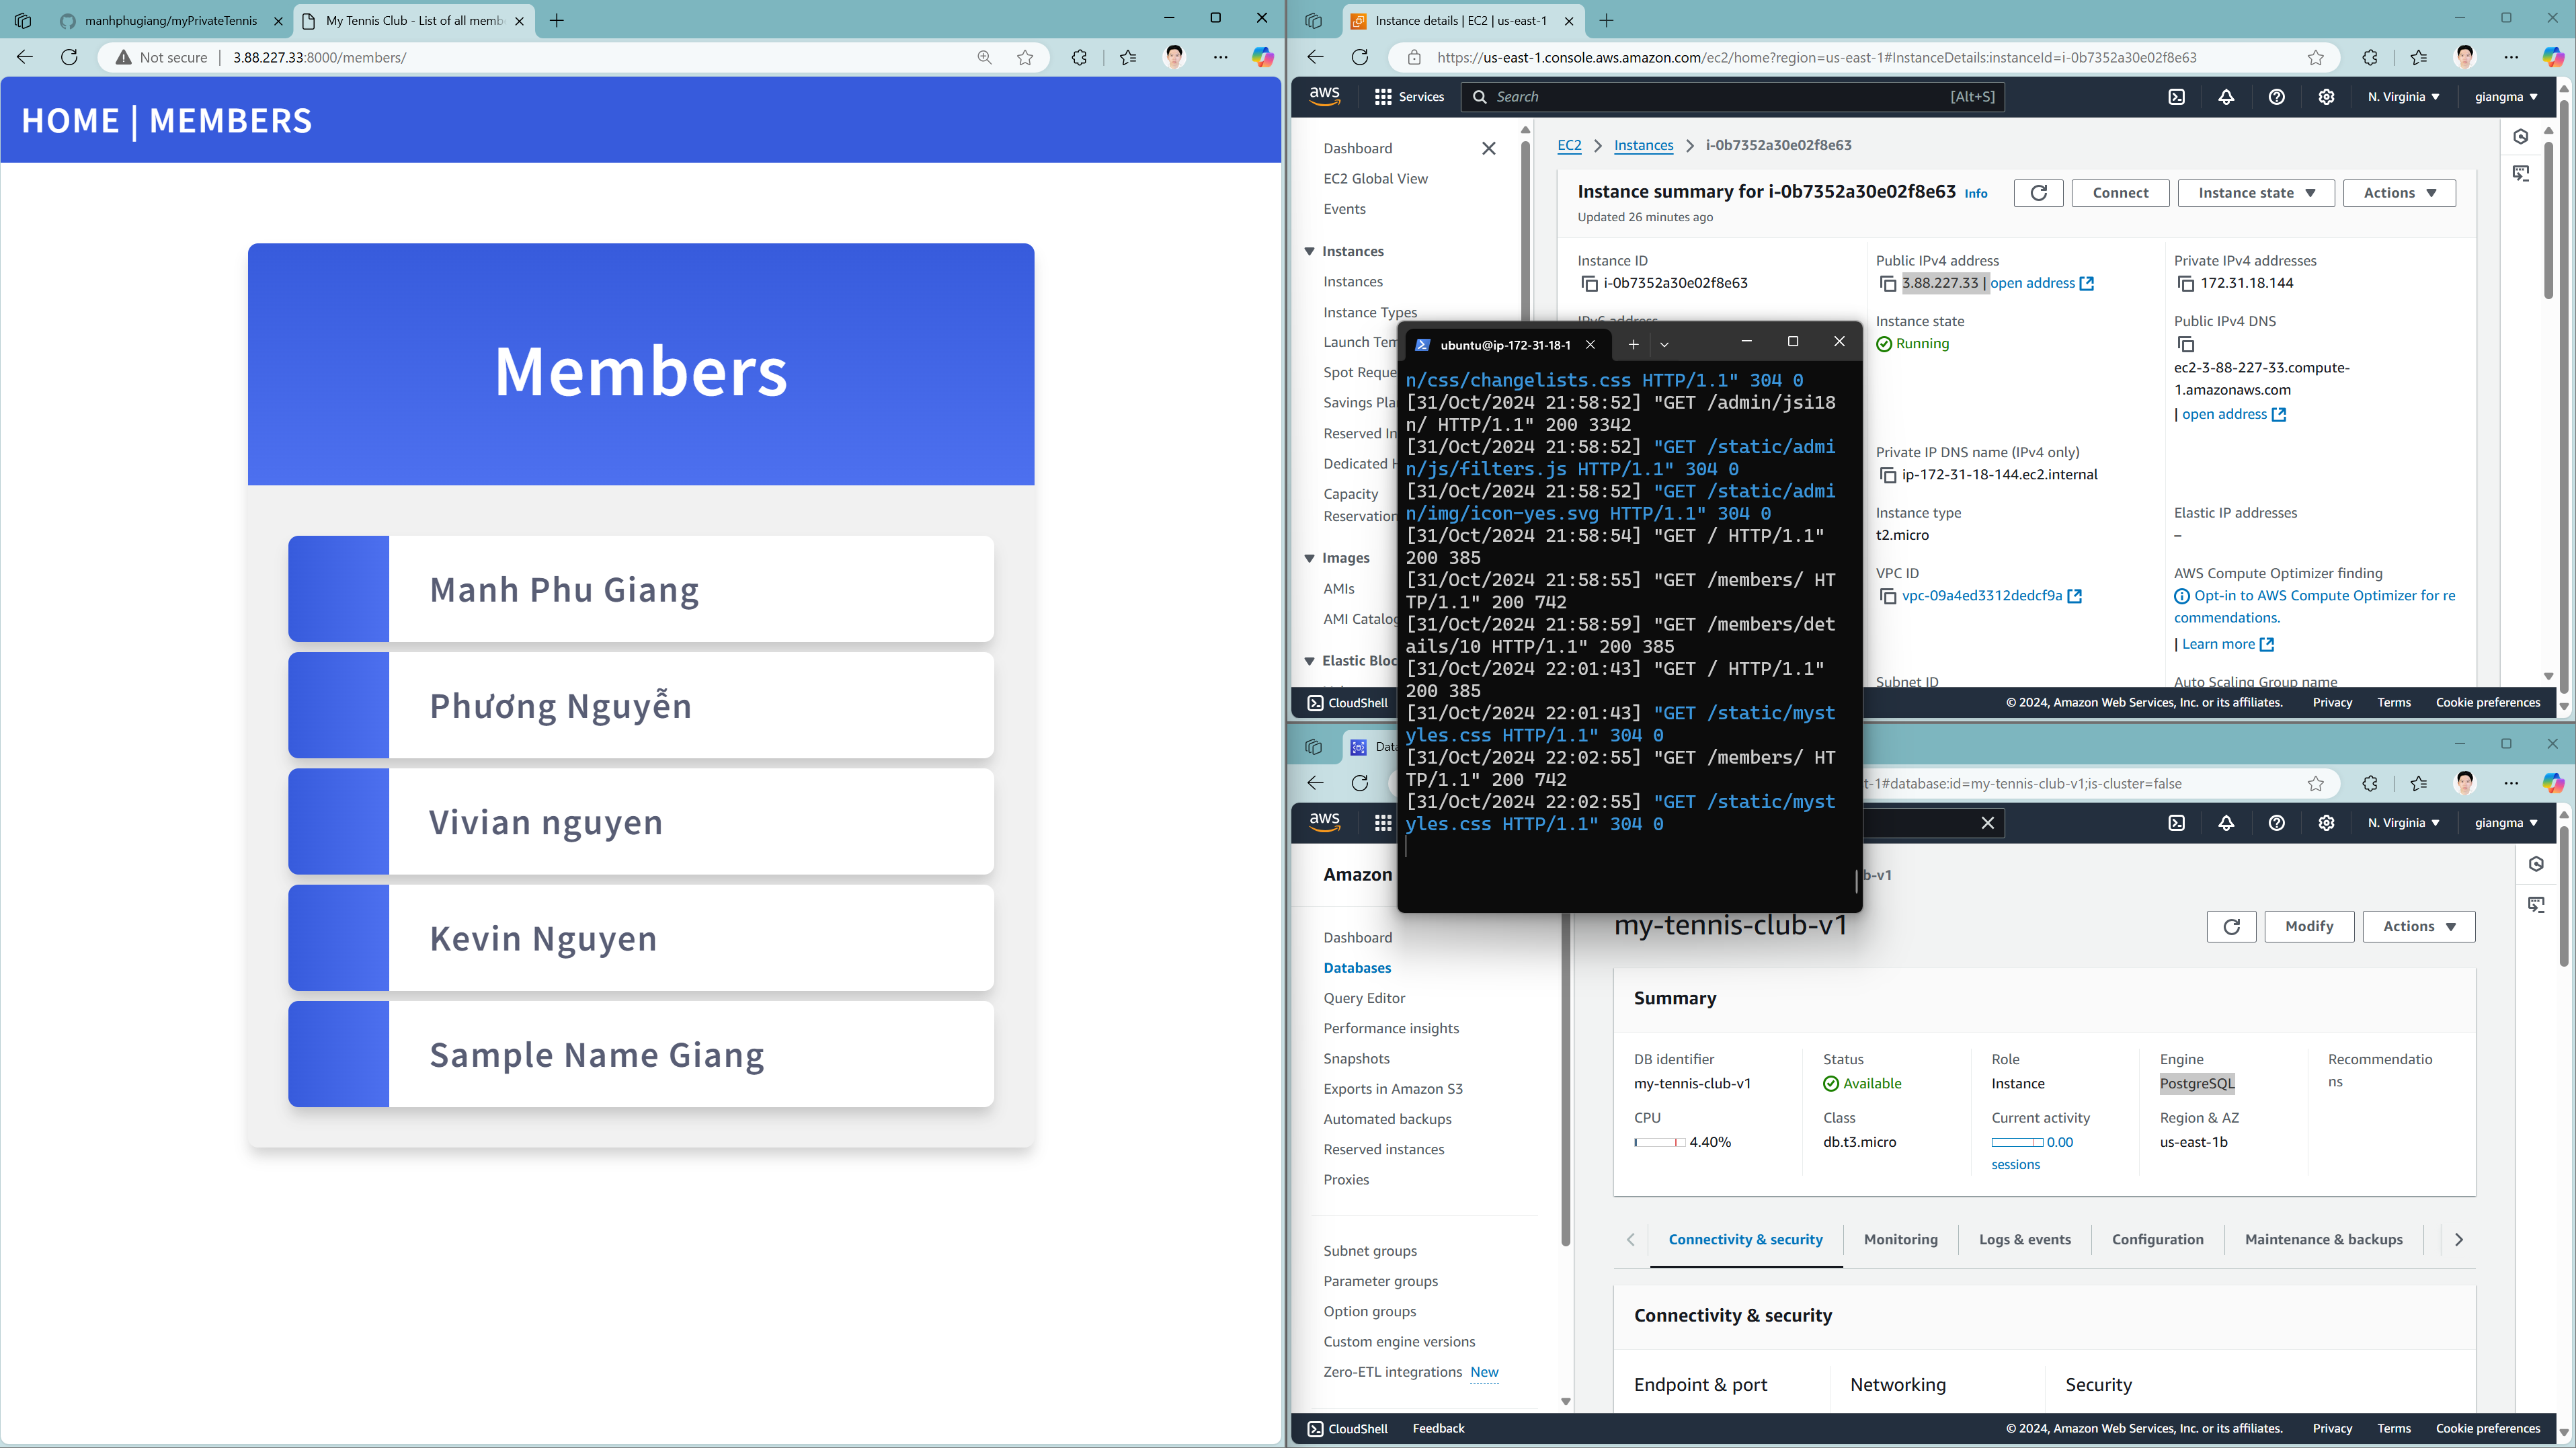 manhphugiang/myPrivateTennis
My Tennis Club - List of all memb
Not secure
3.88.227.33:8000/members/
HOME | MEMBERS
Members
Manh Phu Giang
Phương Nguyễn
Vivian nguyen
Kevin Nguyen
Sample Name Giang
Instance details | EC2 | us-east-1
https://us-east-1.console.aws.amazon.com/ec2/home?region=us-east-1#InstanceDetails:instanceId=i-0b7352a30e02f8e63
aws
Services
Search
[Alt+S]
N. Virginia
giangma
Dashboard
EC2 Global View
Events
Instances
Instances
Instance Types
Launch Tem
Spot Reque
Savings Pla
Reserved In
Dedicated H
Capacity
Reservation
Images
AMIs
AMI Catalog
Elastic Bloc
EC2
Instances
i-0b7352a30e02f8e63
Instance summary for i-0b7352a30e02f8e63 Info
Updated 26 minutes ago
Connect
Instance state
Actions
Instance ID
i-0b7352a30e02f8e63
Public IPv4 address
3.88.227.33 | open address
Private IPv4 addresses
172.31.18.144
IPv6 address
Instance state
Running
Public IPv4 DNS
ec2-3-88-227-33.compute-
1.amazonaws.com
| open address
Private IP DNS name (IPv4 only)
ip-172-31-18-144.ec2.internal
Instance type
t2.micro
Elastic IP addresses
–
VPC ID
vpc-09a4ed3312dedcf9a
AWS Compute Optimizer finding
Opt-in to AWS Compute Optimizer for re
commendations.
| Learn more
Subnet ID
Auto Scaling Group name
CloudShell
© 2024, Amazon Web Services, Inc. or its affiliates.
Privacy
Terms
Cookie preferences
ubuntu@ip-172-31-18-1
n/css/changelists.css HTTP/1.1" 304 0
[31/Oct/2024 21:58:52] "GET /admin/jsi18
n/ HTTP/1.1" 200 3342
[31/Oct/2024 21:58:52] "GET /static/admi
n/js/filters.js HTTP/1.1" 304 0
[31/Oct/2024 21:58:52] "GET /static/admi
n/img/icon-yes.svg HTTP/1.1" 304 0
[31/Oct/2024 21:58:54] "GET / HTTP/1.1"
200 385
[31/Oct/2024 21:58:55] "GET /members/ HT
TP/1.1" 200 742
[31/Oct/2024 21:58:59] "GET /members/det
ails/10 HTTP/1.1" 200 385
[31/Oct/2024 22:01:43] "GET / HTTP/1.1"
200 385
[31/Oct/2024 22:01:43] "GET /static/myst
yles.css HTTP/1.1" 304 0
[31/Oct/2024 22:02:55] "GET /members/ HT
TP/1.1" 200 742
[31/Oct/2024 22:02:55] "GET /static/myst
yles.css HTTP/1.1" 304 0
Data
t-1#database:id=my-tennis-club-v1;is-cluster=false
aws
N. Virginia
giangma
Amazon
Dashboard
Databases
Query Editor
Performance insights
Snapshots
Exports in Amazon S3
Automated backups
Reserved instances
Proxies
Subnet groups
Parameter groups
Option groups
Custom engine versions
Zero-ETL integrations New
b-v1
my-tennis-club-v1
Modify
Actions
Summary
DB identifier
my-tennis-club-v1
Status
Available
Role
Instance
Engine
PostgreSQL
Recommendatio
ns
CPU
4.40%
Class
db.t3.micro
Current activity
0.00
sessions
Region & AZ
us-east-1b
Connectivity & security
Monitoring
Logs & events
Configuration
Maintenance & backups
Connectivity & security
Endpoint & port
Networking
Security
CloudShell
Feedback
© 2024, Amazon Web Services, Inc. or its affiliates.
Privacy
Terms
Cookie preferences